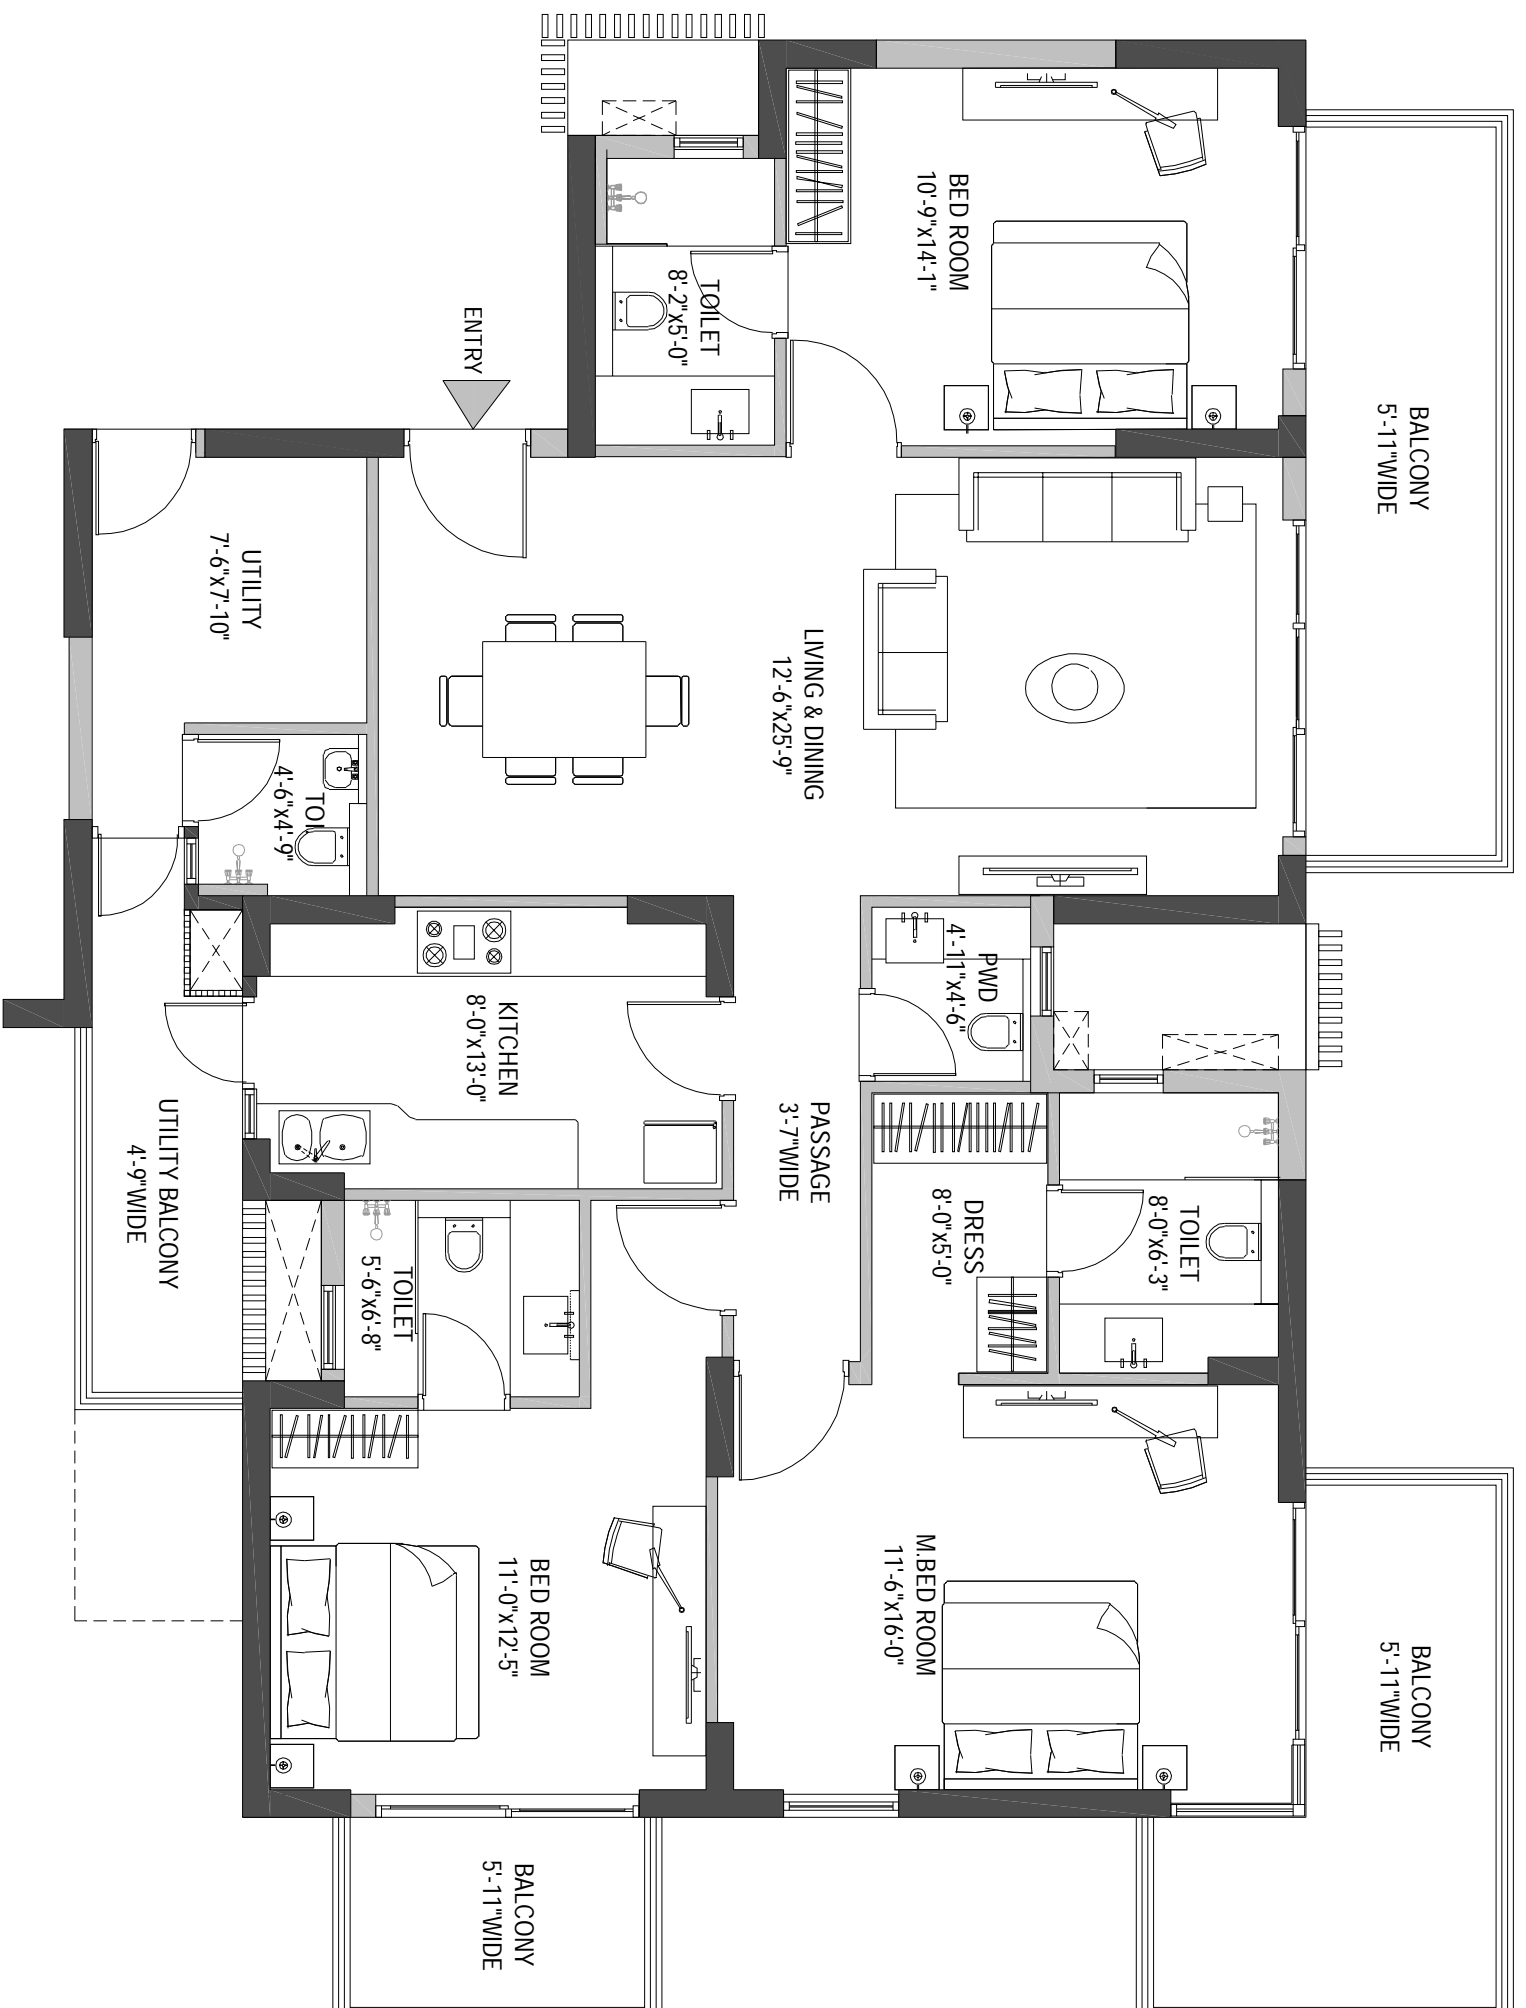 BALCONY
5'-11"WIDE
BED ROOM
10'-9"x14'-1"
TOILET
8'-2"x5'-0"
ENTRY
LIVING & DINING
12'-6"x25'-9"
UTILITY
7'-6"x7'-10"
TOI
4'-6"x4'-9"
PWD
4'-11"x4'-6"
KITCHEN
8'-0"x13'-0"
PASSAGE
3'-7"WIDE
DRESS
8'-0"x5'-0"
TOILET
8'-0"x6'-3"
UTILITY BALCONY
4'-9"WIDE
TOILET
5'-6"x6'-8"
BALCONY
5'-11"WIDE
M.BED ROOM
11'-6"x16'-0"
BED ROOM
11'-0"x12'-5"
BALCONY
5'-11"WIDE